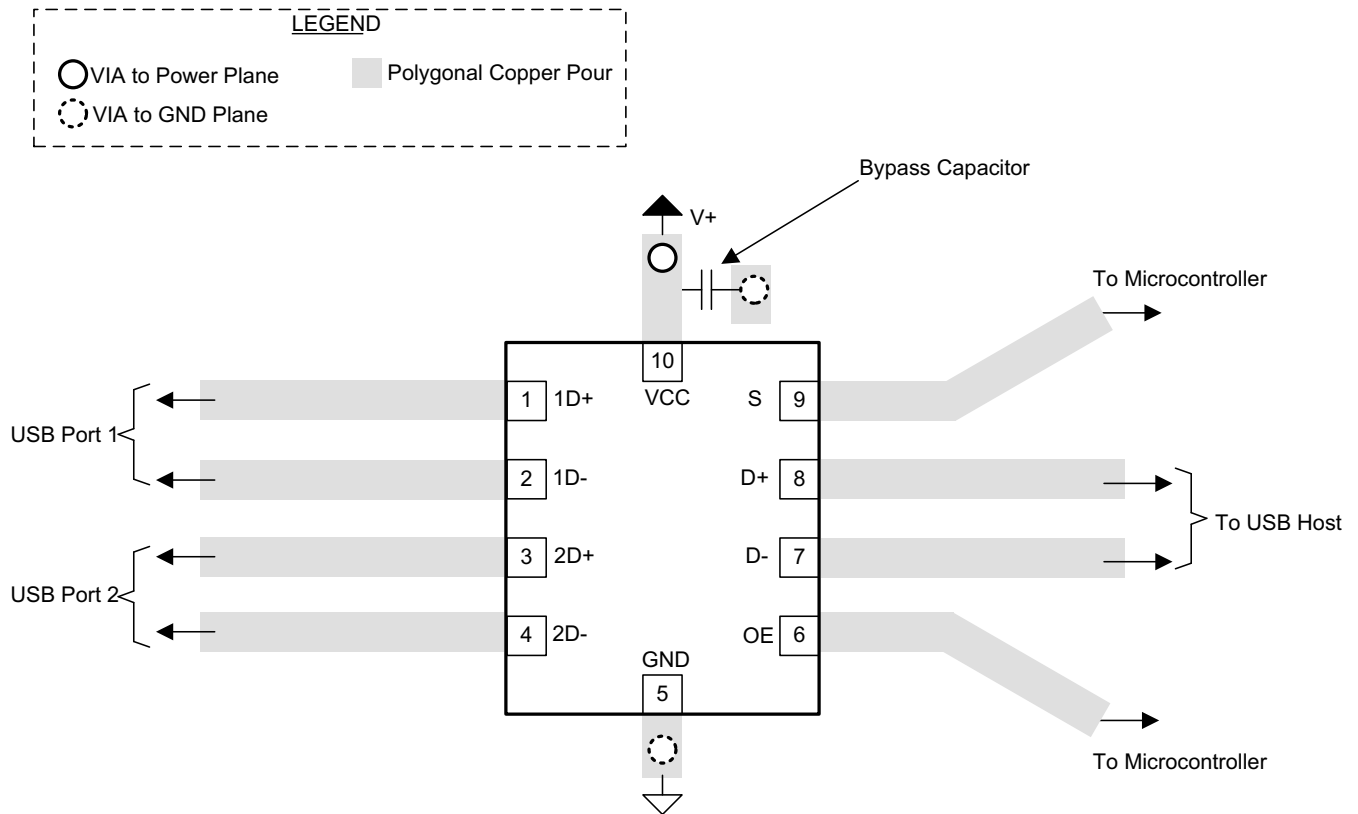 LEGEND
VIA to Power Plane
Polygonal Copper Pour
VIA to GND Plane
Bypass Capacitor
V+
To Microcontroller
10
VCC
1
1D+
S
9
USB Port 1
2
1D-
D+
8
To USB Host
3
2D+
D-
7
USB Port 2
4
2D-
OE
6
GND
5
To Microcontroller